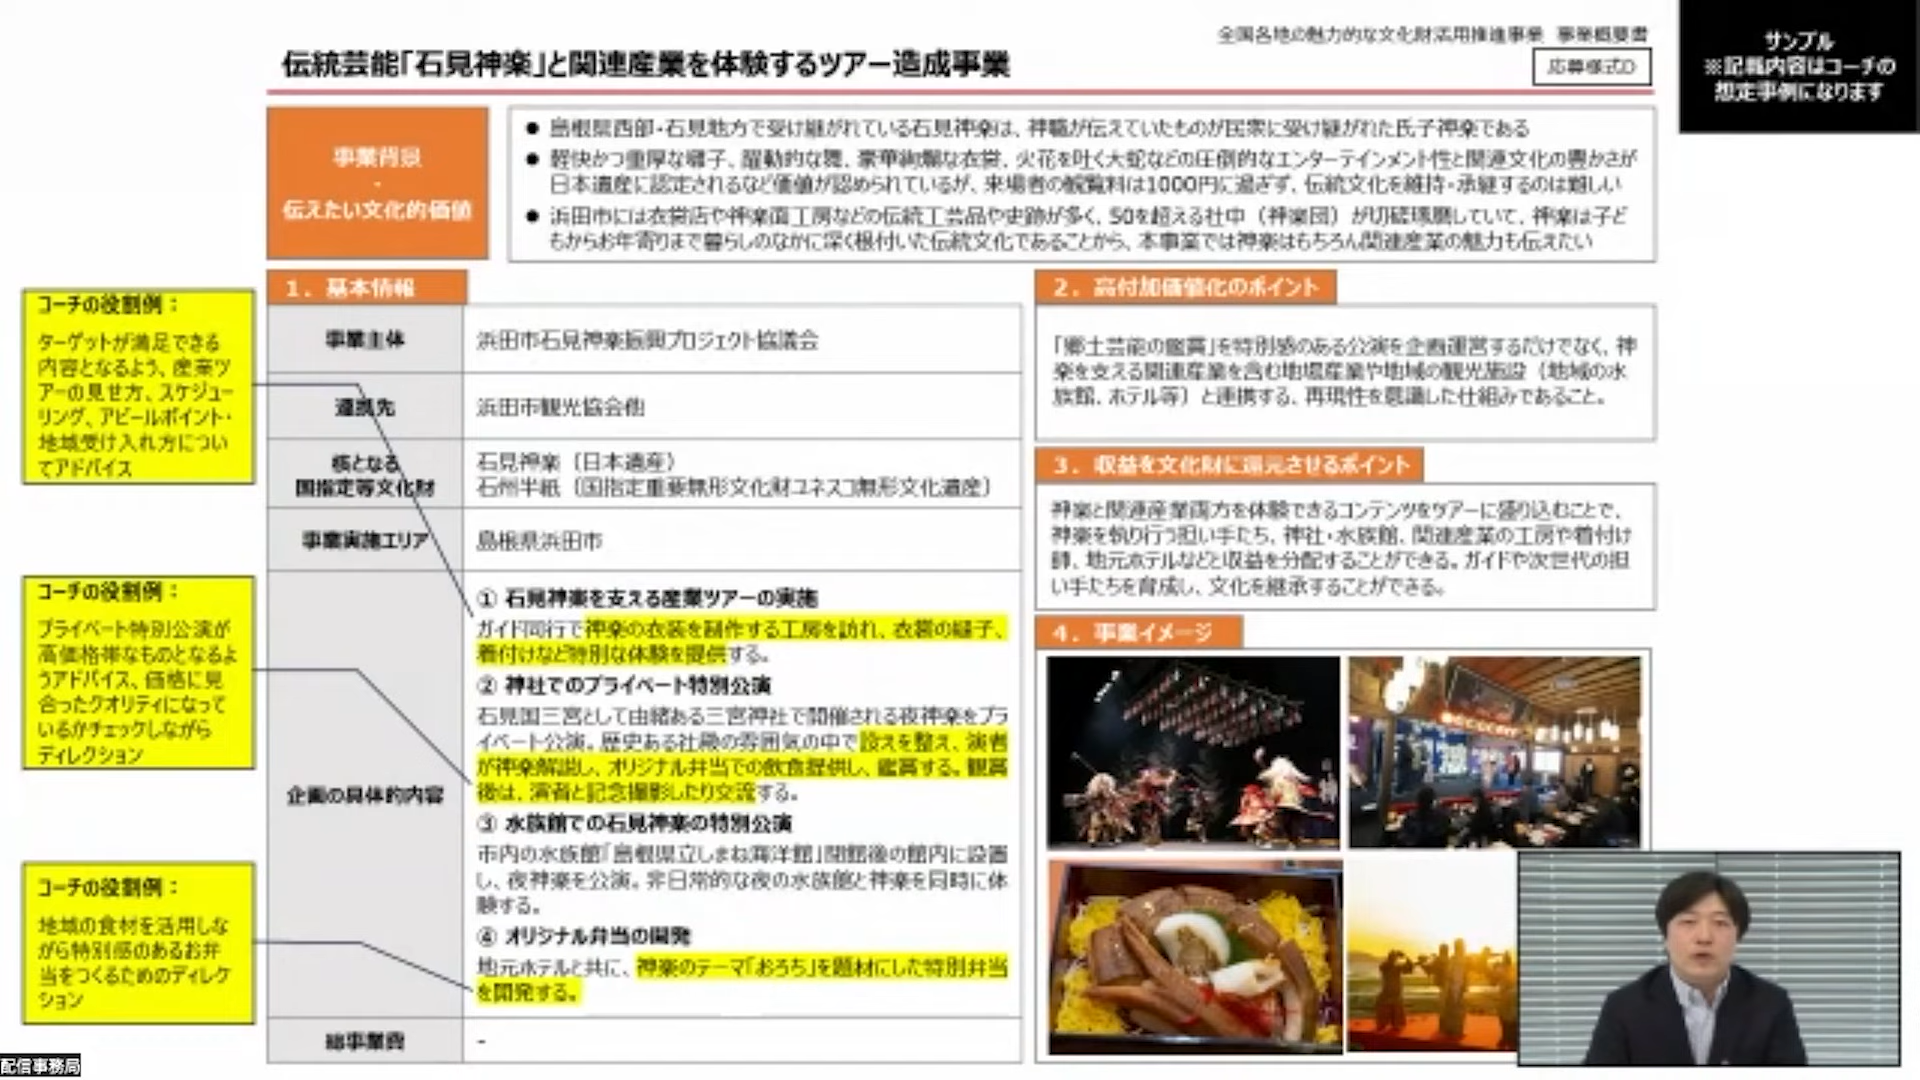 全国各地の魅力的な文化財活用推進事業 事業概要書
伝統芸能「石見神楽」と関連産業を体験するツアー造成事業
応募様式D
サンプル
※記載内容はコーチの
想定事例になります
事業背景
・
伝えたい文化的価値
● 島根県西部・石見地方で受け継がれている石見神楽は、神職が伝えていたものが民衆に受け継がれた氏子神楽である
● 軽快かつ重厚な囃子、躍動的な舞、豪華絢爛な衣裳、火花を吐く大蛇などの圧倒的なエンターテインメント性と関連文化の豊かさが
日本遺産に認定されるなど価値が認められているが、来場者の観覧料は1000円に過ぎず、伝統文化を維持・承継するのは難しい
● 浜田市には衣裳店や神楽面工房などの伝統工芸品や史跡が多く、50を超える社中（神楽団）が切磋琢磨していて、神楽は子ど
もからお年寄りまで暮らしのなかに深く根付いた伝統文化であることから、本事業では神楽はもちろん関連産業の魅力も伝えたい
コーチの役割例：
ターゲットが満足できる
内容となるよう、産業ツ
アーの見せ方、スケジュー
リング、アピールポイント・
地域受け入れ方につい
てアドバイス
コーチの役割例：
プライベート特別公演が
高価格帯なものとなるよ
うアドバイス、価格に見
合ったクオリティになって
いるかチェックしながら
ディレクション
コーチの役割例：
地域の食材を活用しな
がら特別感のあるお弁
当をつくるためのディレク
ション
1．基本情報
事業主体
浜田市石見神楽振興プロジェクト協議会
連携先
浜田市観光協会他
核となる
国指定等文化財
石見神楽（日本遺産）
石州半紙（国指定重要無形文化財ユネスコ無形文化遺産）
事業実施エリア
島根県浜田市
企画の具体的内容
① 石見神楽を支える産業ツアーの実施
ガイド同行で神楽の衣装を制作する工房を訪れ、衣裳の継子、
着付けなど特別な体験を提供する。
② 神社でのプライベート特別公演
石見国三宮として由緒ある三宮神社で開催される夜神楽をプラ
イベート公演。歴史ある社殿の雰囲気の中で設えを整え、演者
が神楽解説し、オリジナル弁当での飲食提供し、鑑賞する。観賞
後は、演者と記念撮影したり交流する。
③ 水族館での石見神楽の特別公演
市内の水族館「島根県立しまね海洋館」閉館後の館内に設置
し、夜神楽を公演。非日常的な夜の水族館と神楽を同時に体
験する。
④ オリジナル弁当の開発
地元ホテルと共に、神楽のテーマ「おろち」を題材にした特別弁当
を開発する。
総事業費
-
2．高付加価値化のポイント
「郷土芸能の鑑賞」を特別感のある公演を企画運営するだけでなく、神
楽を支える関連産業を含む地場産業や地域の観光施設（地域の水
族館、ホテル等）と連携する、再現性を意識した仕組みであること。
3．収益を文化財に還元させるポイント
神楽と関連産業両方を体験できるコンテンツをツアーに盛り込むことで、
神楽を執り行う担い手たち、神社・水族館、関連産業の工房や着付け
師、地元ホテルなどと収益を分配することができる。ガイドや次世代の担
い手たちを育成し、文化を継承することができる。
4．事業イメージ
配信事務局